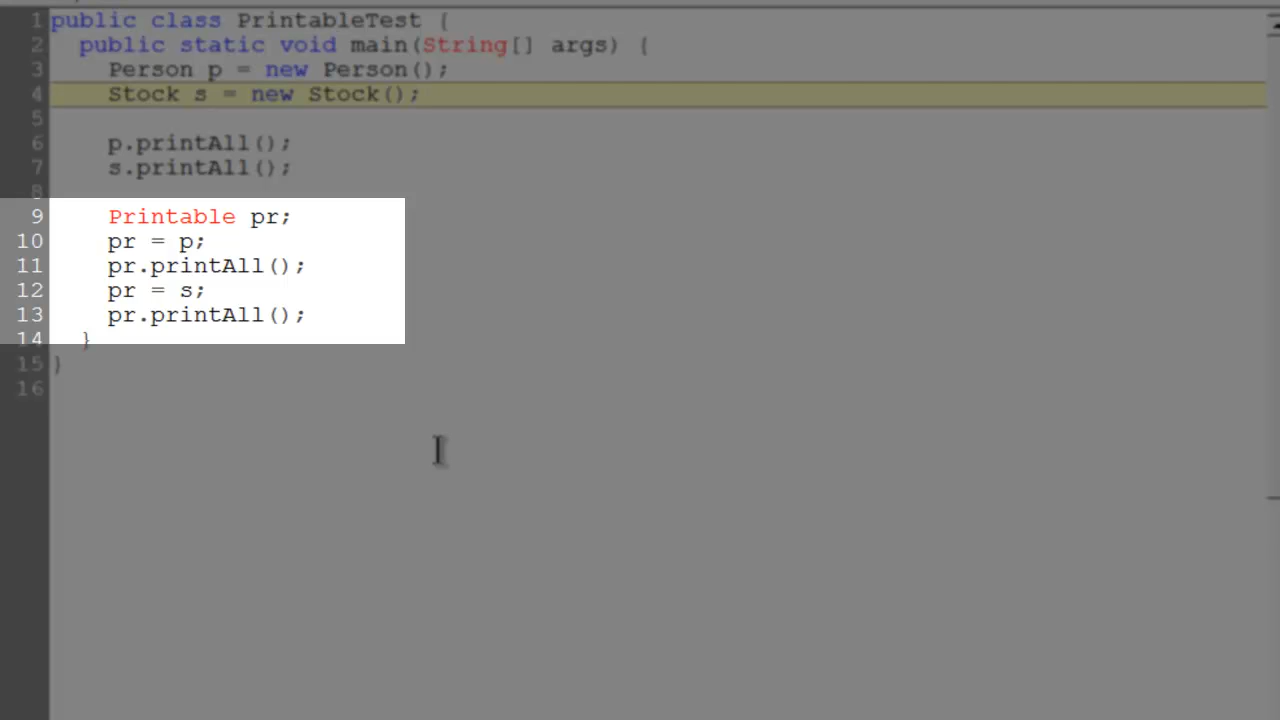 1 public class PrintableTest {
2 public static void main(String[] args) {
3 Person p = new Person();
4 Stock s = new Stock();
5
6 p.printAll();
7 s.printAll();
8
9 Printable pr;
10 pr = p;
11 pr.printAll();
12 pr = s;
13 pr.printAll();
14 }
15 }
16